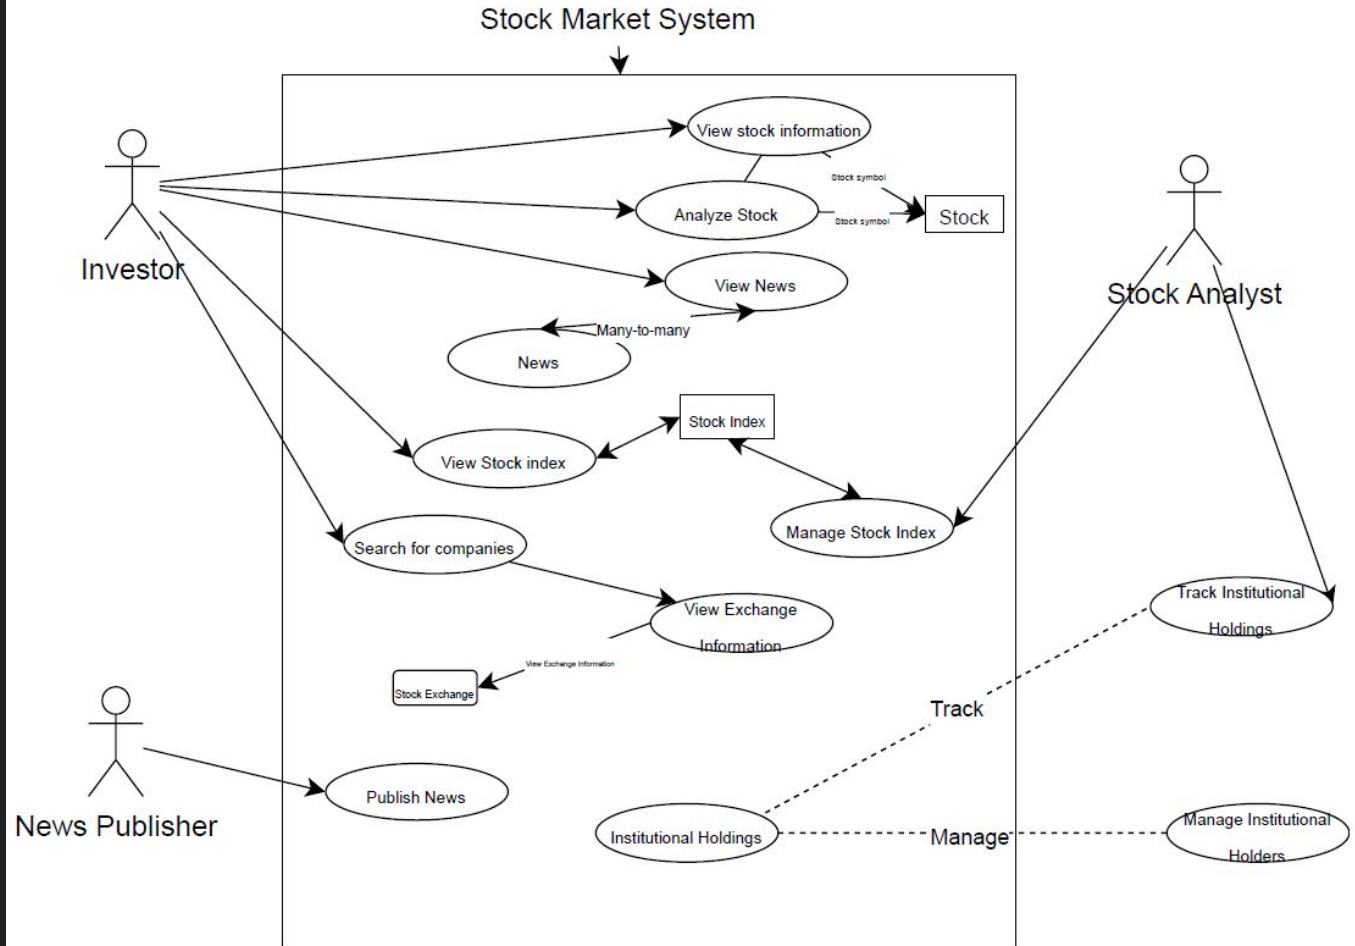 Stock Market System
View stock information
Stock symbol
Analyze Stock
Stock symbol
Stock
Investor
View News
Stock Analyst
Many-to-many
News
Stock Index
View Stock index
Manage Stock Index
Search for companies
View Exchange
Information
Track Institutional
Holdings
View Exchange Information
Stock Exchange
Track
Publish News
News Publisher
Institutional Holdings
Manage
Manage Institutional
Holders